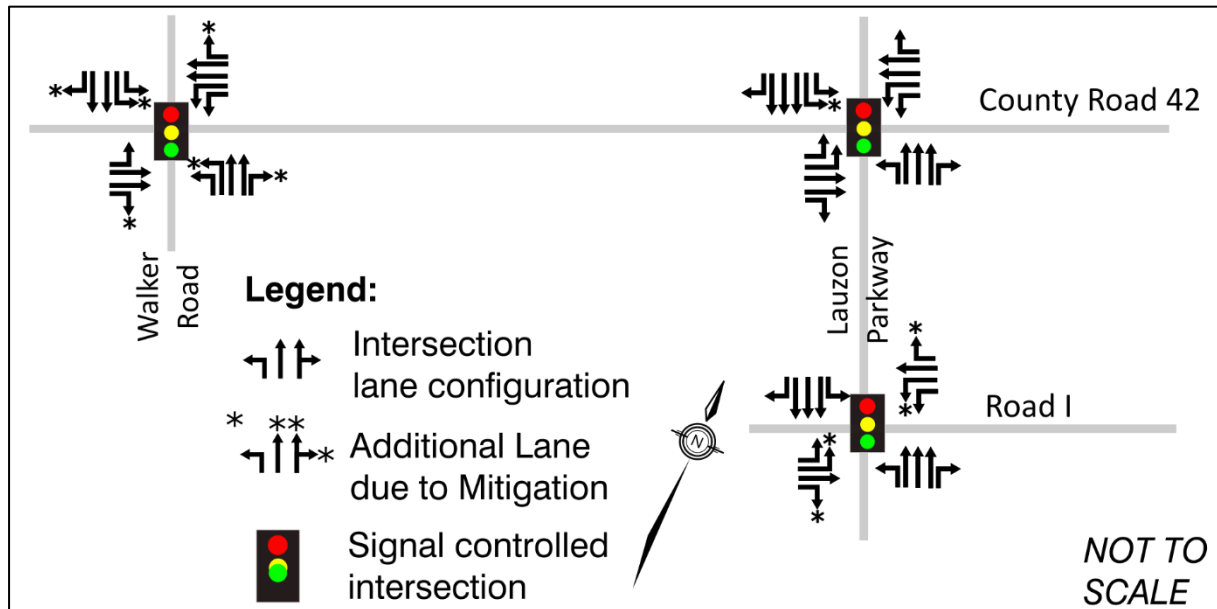 County Road 42
Walker
Road
Lauzon
Parkway
Legend:
Intersection
lane configuration
Additional Lane
due to Mitigation
Signal controlled
intersection
N
Road I
NOT TO
SCALE